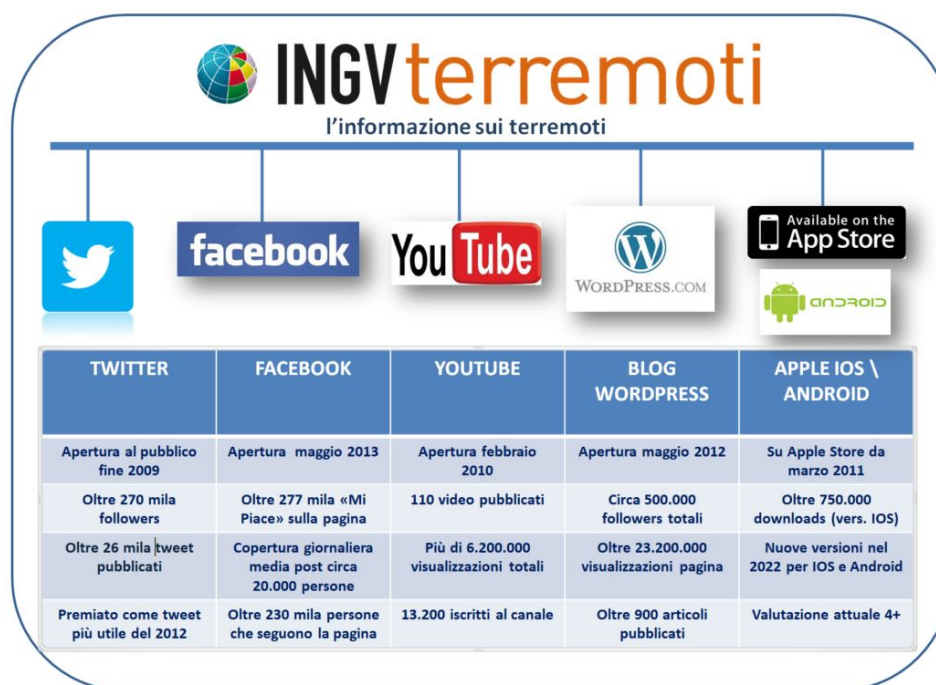 INGVterremoti
l'informazione sui terremoti
facebook
YouTube
WORDPRESS.COM
Available on the
App Store
ANDROID
TWITTER
FACEBOOK
YOUTUBE
BLOG
WORDPRESS
APPLE IOS \
ANDROID
Apertura al pubblico
fine 2009
Apertura maggio 2013
Apertura febbraio
2010
Apertura maggio 2012
Su Apple Store da
marzo 2011
Oltre 270 mila
followers
Oltre 277 mila «Mi
Piace» sulla pagina
110 video pubblicati
Circa 500.000
followers totali
Oltre 750.000
downloads (vers. IOS)
Oltre 26 mila tweet
pubblicati
Copertura giornaliera
media post circa
20.000 persone
Più di 6.200.000
visualizzazioni totali
Oltre 23.200.000
visualizzazioni pagina
Nuove versioni nel
2022 per IOS e Android
Premiato come tweet
più utile del 2012
Oltre 230 mila persone
che seguono la pagina
13.200 iscritti al canale
Oltre 900 articoli
pubblicati
Valutazione attuale 4+